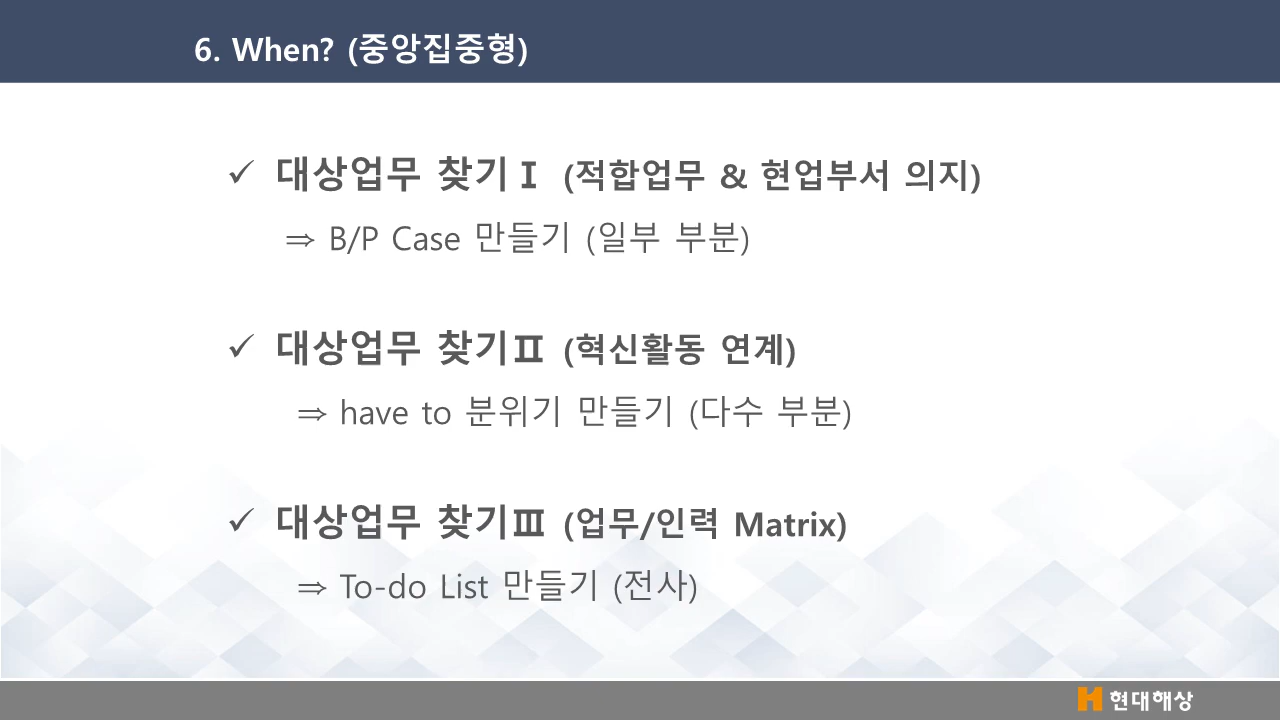 6. When? (중앙집중형)
✓ 대상업무 찾기Ⅰ (적합업무 & 현업부서 의지)
⇒ B/P Case 만들기 (일부 부분)
✓ 대상업무 찾기Ⅱ (혁신활동 연계)
⇒ have to 분위기 만들기 (다수 부분)
✓ 대상업무 찾기Ⅲ (업무/인력 Matrix)
⇒ To-do List 만들기 (전사)
현대해상